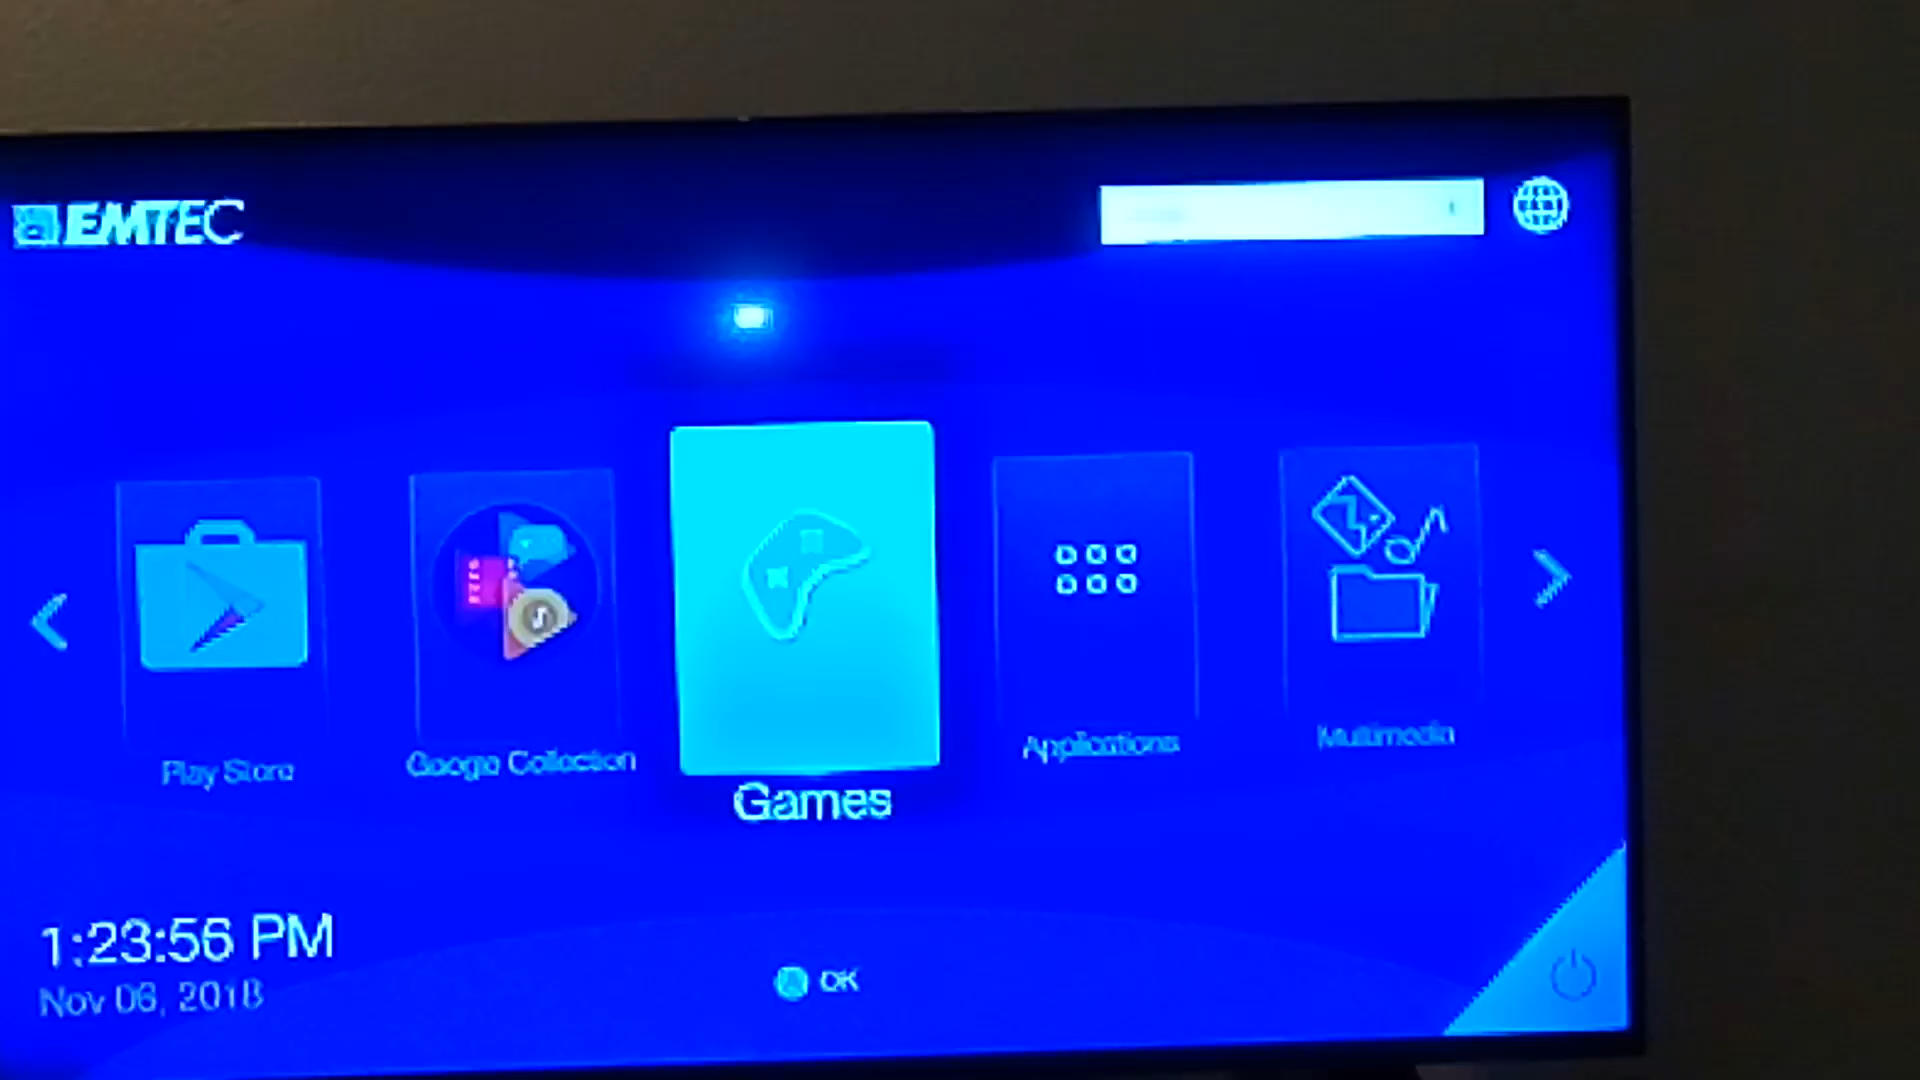 EMTEC
Play Store
Google Collection
Games
Applications
Multimedia
1:23:56 PM
Nov 06, 2018
OK